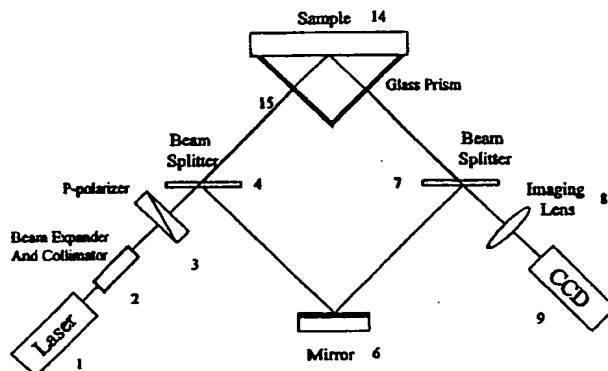 Sample 14
Glass Prism
15
Beam
Splitter
4
Beam
Splitter
7
P-polarizer
3
Imaging
Lens
8
Beam Expander
And Collimator
2
CCD
9
Laser
1
Mirror 6